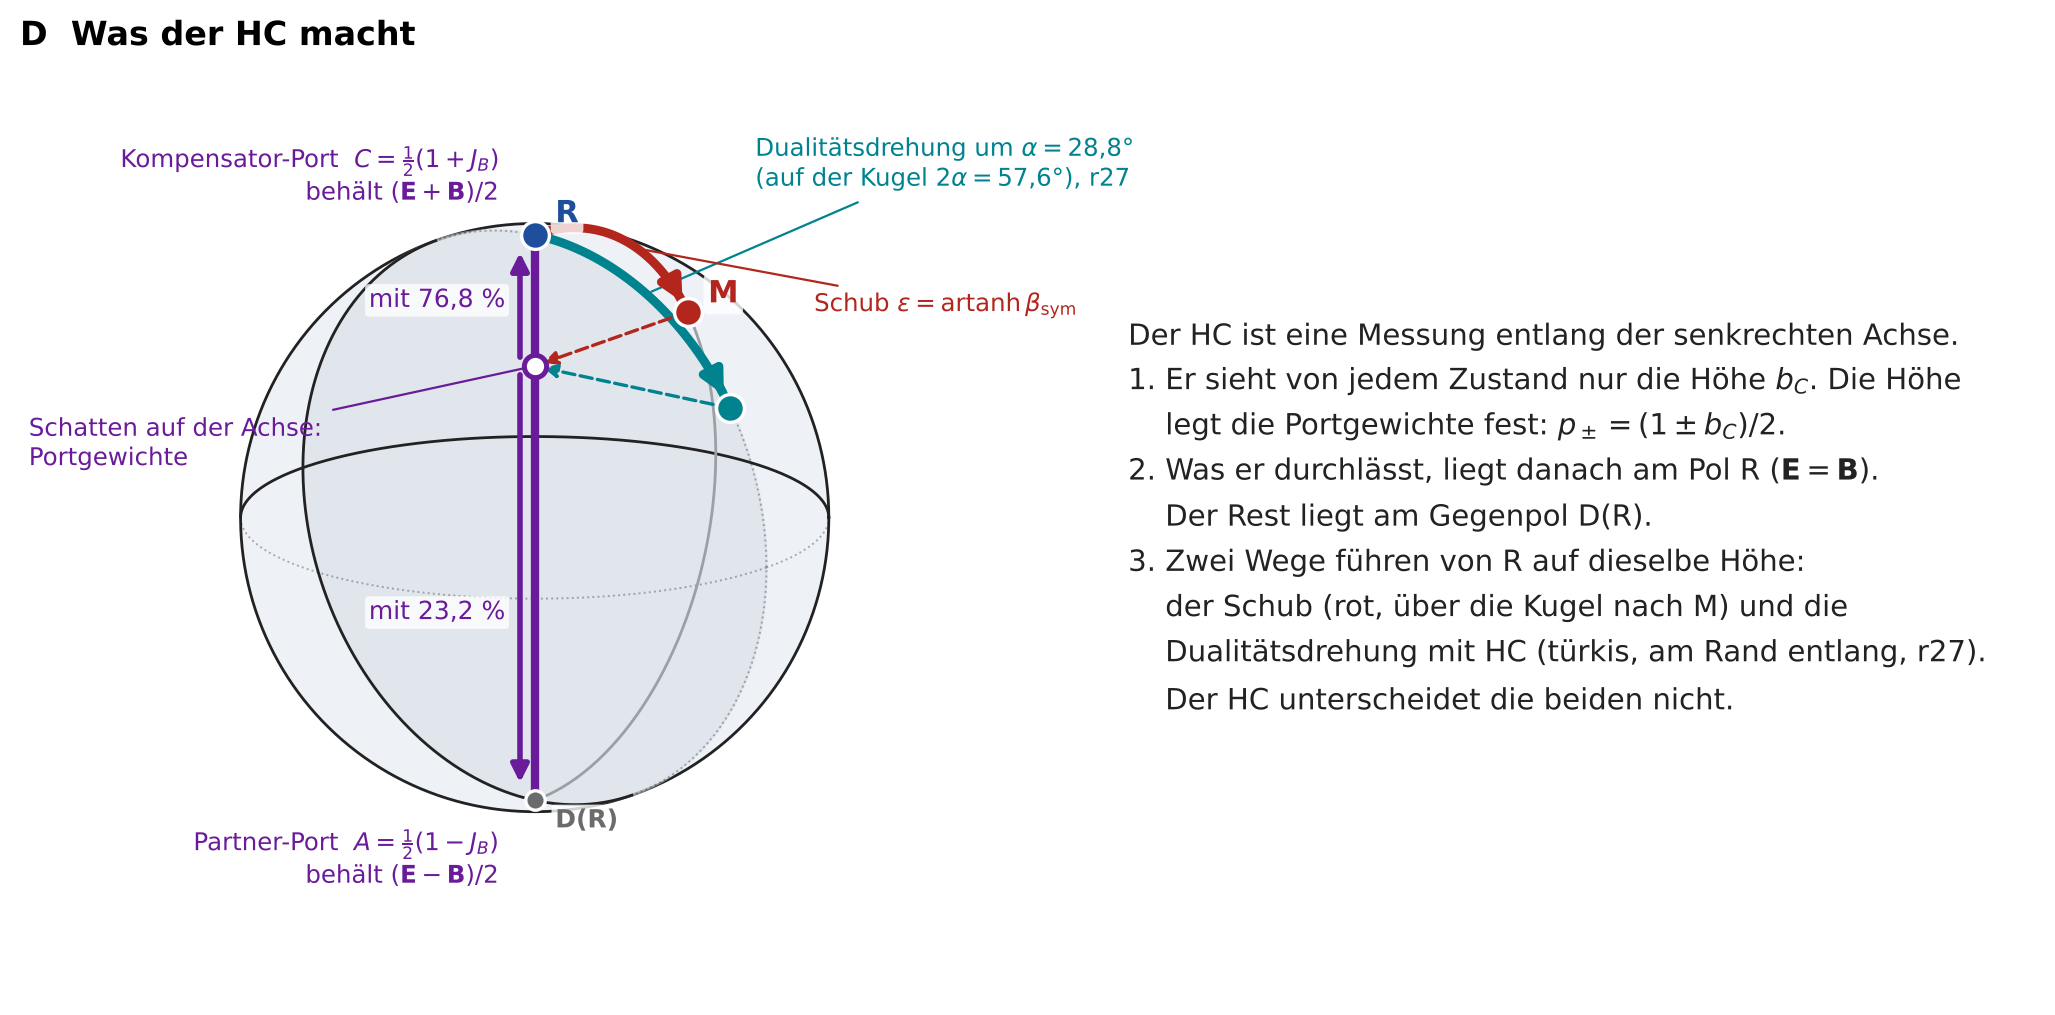 D Was der HC macht
Kompensator-Port C = ½(1 + J_B)
behält (E + B)/2
Dualitätsdrehung um α = 28,8°
(auf der Kugel 2α = 57,6°), r27
R
mit 76,8 %
M
Schub ε = artanh β_sym
Schatten auf der Achse:
Portgewichte
mit 23,2 %
D(R)
Partner-Port A = ½(1 − J_B)
behält (E − B)/2
Der HC ist eine Messung entlang der senkrechten Achse.
1. Er sieht von jedem Zustand nur die Höhe b_C. Die Höhe
legt die Portgewichte fest: p_± = (1 ± b_C)/2.
2. Was er durchlässt, liegt danach am Pol R (E = B).
Der Rest liegt am Gegenpol D(R).
3. Zwei Wege führen von R auf dieselbe Höhe:
der Schub (rot, über die Kugel nach M) und die
Dualitätsdrehung mit HC (türkis, am Rand entlang, r27).
Der HC unterscheidet die beiden nicht.